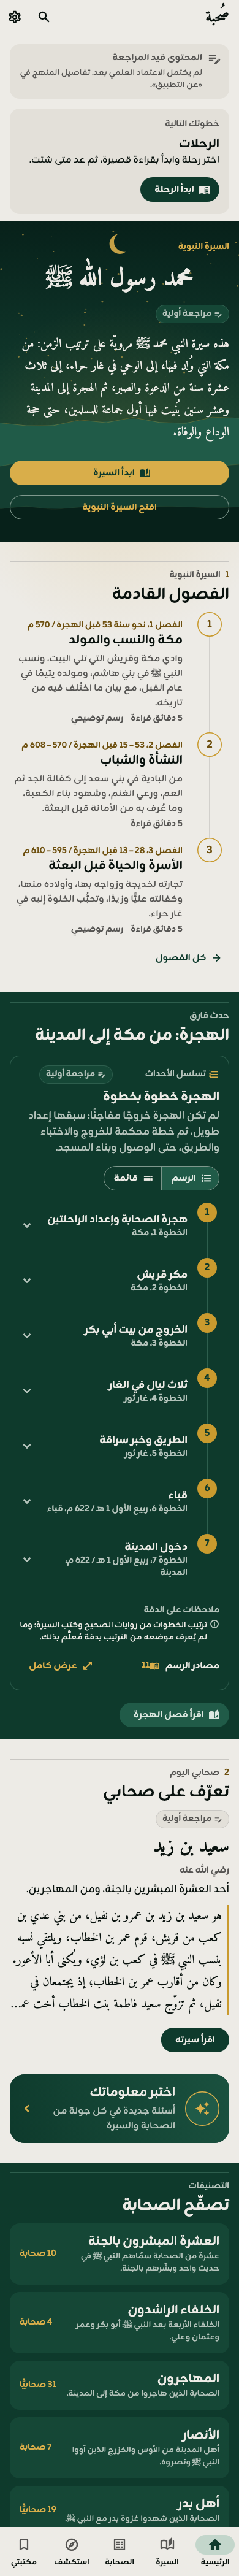 صُحبة
المحتوى قيد المراجعة
لم يكتمل الاعتماد العلمي بعد. تفاصيل المنهج في
«عن التطبيق».
خطوتك التالية
الرحلات
اختر رحلة وابدأ بقراءة قصيرة، ثم عد متى شئت.
ابدأ الرحلة
السيرة النبوية
محمد رسول الله ﷺ
مراجعة أولية
هذه سيرة النبي محمد ﷺ مرويّة على ترتيب الزمن: من
مكة التي وُلد فيها، إلى الوحي في غار حراء، إلى ثلاث
عشرة سنة من الدعوة والصبر، ثم الهجرة إلى المدينة
وعشر سنين بُنيت فيها أول جماعة للمسلمين، حتى حجة
الوداع والوفاة.
ابدأ السيرة
افتح السيرة النبوية
1 السيرة النبوية
الفصول القادمة
1
الفصل 1، نحو سنة 53 قبل الهجرة / 570 م
مكة والنسب والمولد
وادي مكة وقريش التي تلي البيت، ونسب
النبي ﷺ في بني هاشم، ومولده يتيمًا في
عام الفيل، مع بيان ما اختُلف فيه من
تاريخه.
5 دقائق قراءة رسم توضيحي
2
الفصل 2، 53 – 15 قبل الهجرة / 570 – 608 م
النشأة والشباب
من البادية في بني سعد إلى كفالة الجد ثم
العم، ورعي الغنم، وشهود بناء الكعبة،
وما عُرف به من الأمانة قبل البعثة.
5 دقائق قراءة
3
الفصل 3، 28 – 13 قبل الهجرة / 595 – 610 م
الأسرة والحياة قبل البعثة
تجارته لخديجة وزواجه بها، وأولاده منها،
وكفالته عليًّا وزيدًا، وتحبُّب الخلوة إليه في
غار حراء.
5 دقائق قراءة رسم توضيحي
كل الفصول
حدث فارق
الهجرة: من مكة إلى المدينة
تسلسل الأحداث
مراجعة أولية
الهجرة خطوة بخطوة
لم تكن الهجرة خروجًا مفاجئًا: سبقها إعداد
طويل، ثم خطة محكمة للخروج والاختباء
والطريق، حتى الوصول وبناء المسجد.
الرسم
قائمة
1
هجرة الصحابة وإعداد الراحلتين
الخطوة 1، مكة
2
مكر قريش
الخطوة 2، مكة
3
الخروج من بيت أبي بكر
الخطوة 3، مكة
4
ثلاث ليال في الغار
الخطوة 4، غار ثور
5
الطريق وخبر سراقة
الخطوة 5، غار ثور
6
قباء
الخطوة 6، ربيع الأول 1 هـ / 622 م، قباء
7
دخول المدينة
الخطوة 7، ربيع الأول 1 هـ / 622 م،
المدينة
ملاحظات على الدقة
ترتيب الخطوات من روايات الصحيح وكتب السيرة؛ وما
لم يُعرف موضعه من الترتيب بدقة مُعلَّم بذلك.
مصادر الرسم
11
عرض كامل
اقرأ فصل الهجرة
2 صحابي اليوم
تعرّف على صحابي
مراجعة أولية
سعيد بن زيد
رضي الله عنه
أحد العشرة المبشرين بالجنة، ومن المهاجرين.
هو سعيد بن زيد بن عمرو بن نفيل، من بني عدي بن
كعب من قريش، قوم عمر بن الخطاب، ويلتقي نسبه
بنسب النبي ﷺ في كعب بن لؤي، ويُكنى أبا الأعور.
وكان من أقارب عمر بن الخطاب؛ إذ يجتمعان في
نفيل، ثم تزوّج سعيد فاطمة بنت الخطاب أخت عمـ...
اقرأ سيرته
اختبر معلوماتك
أسئلة جديدة في كل جولة من
الصحابة والسيرة
التصنيفات
تصفّح الصحابة
العشرة المبشرون بالجنة
عشرة من الصحابة سمّاهم النبي ﷺ في
حديث واحد وبشّرهم بالجنة.
10 صحابة
الخلفاء الراشدون
الخلفاء الأربعة بعد النبي ﷺ: أبو بكر وعمر
وعثمان وعلي.
4 صحابة
المهاجرون
الصحابة الذين هاجروا من مكة إلى المدينة.
31 صحابيًّا
الأنصار
أهل المدينة من الأوس والخزرج الذين آووا
النبي ﷺ ونصروه.
7 صحابة
أهل بدر
الصحابة الذين شهدوا غزوة بدر مع النبي ﷺ.
19 صحابيًّا
الرئيسية
السيرة
الصحابة
استكشف
مكتبتي